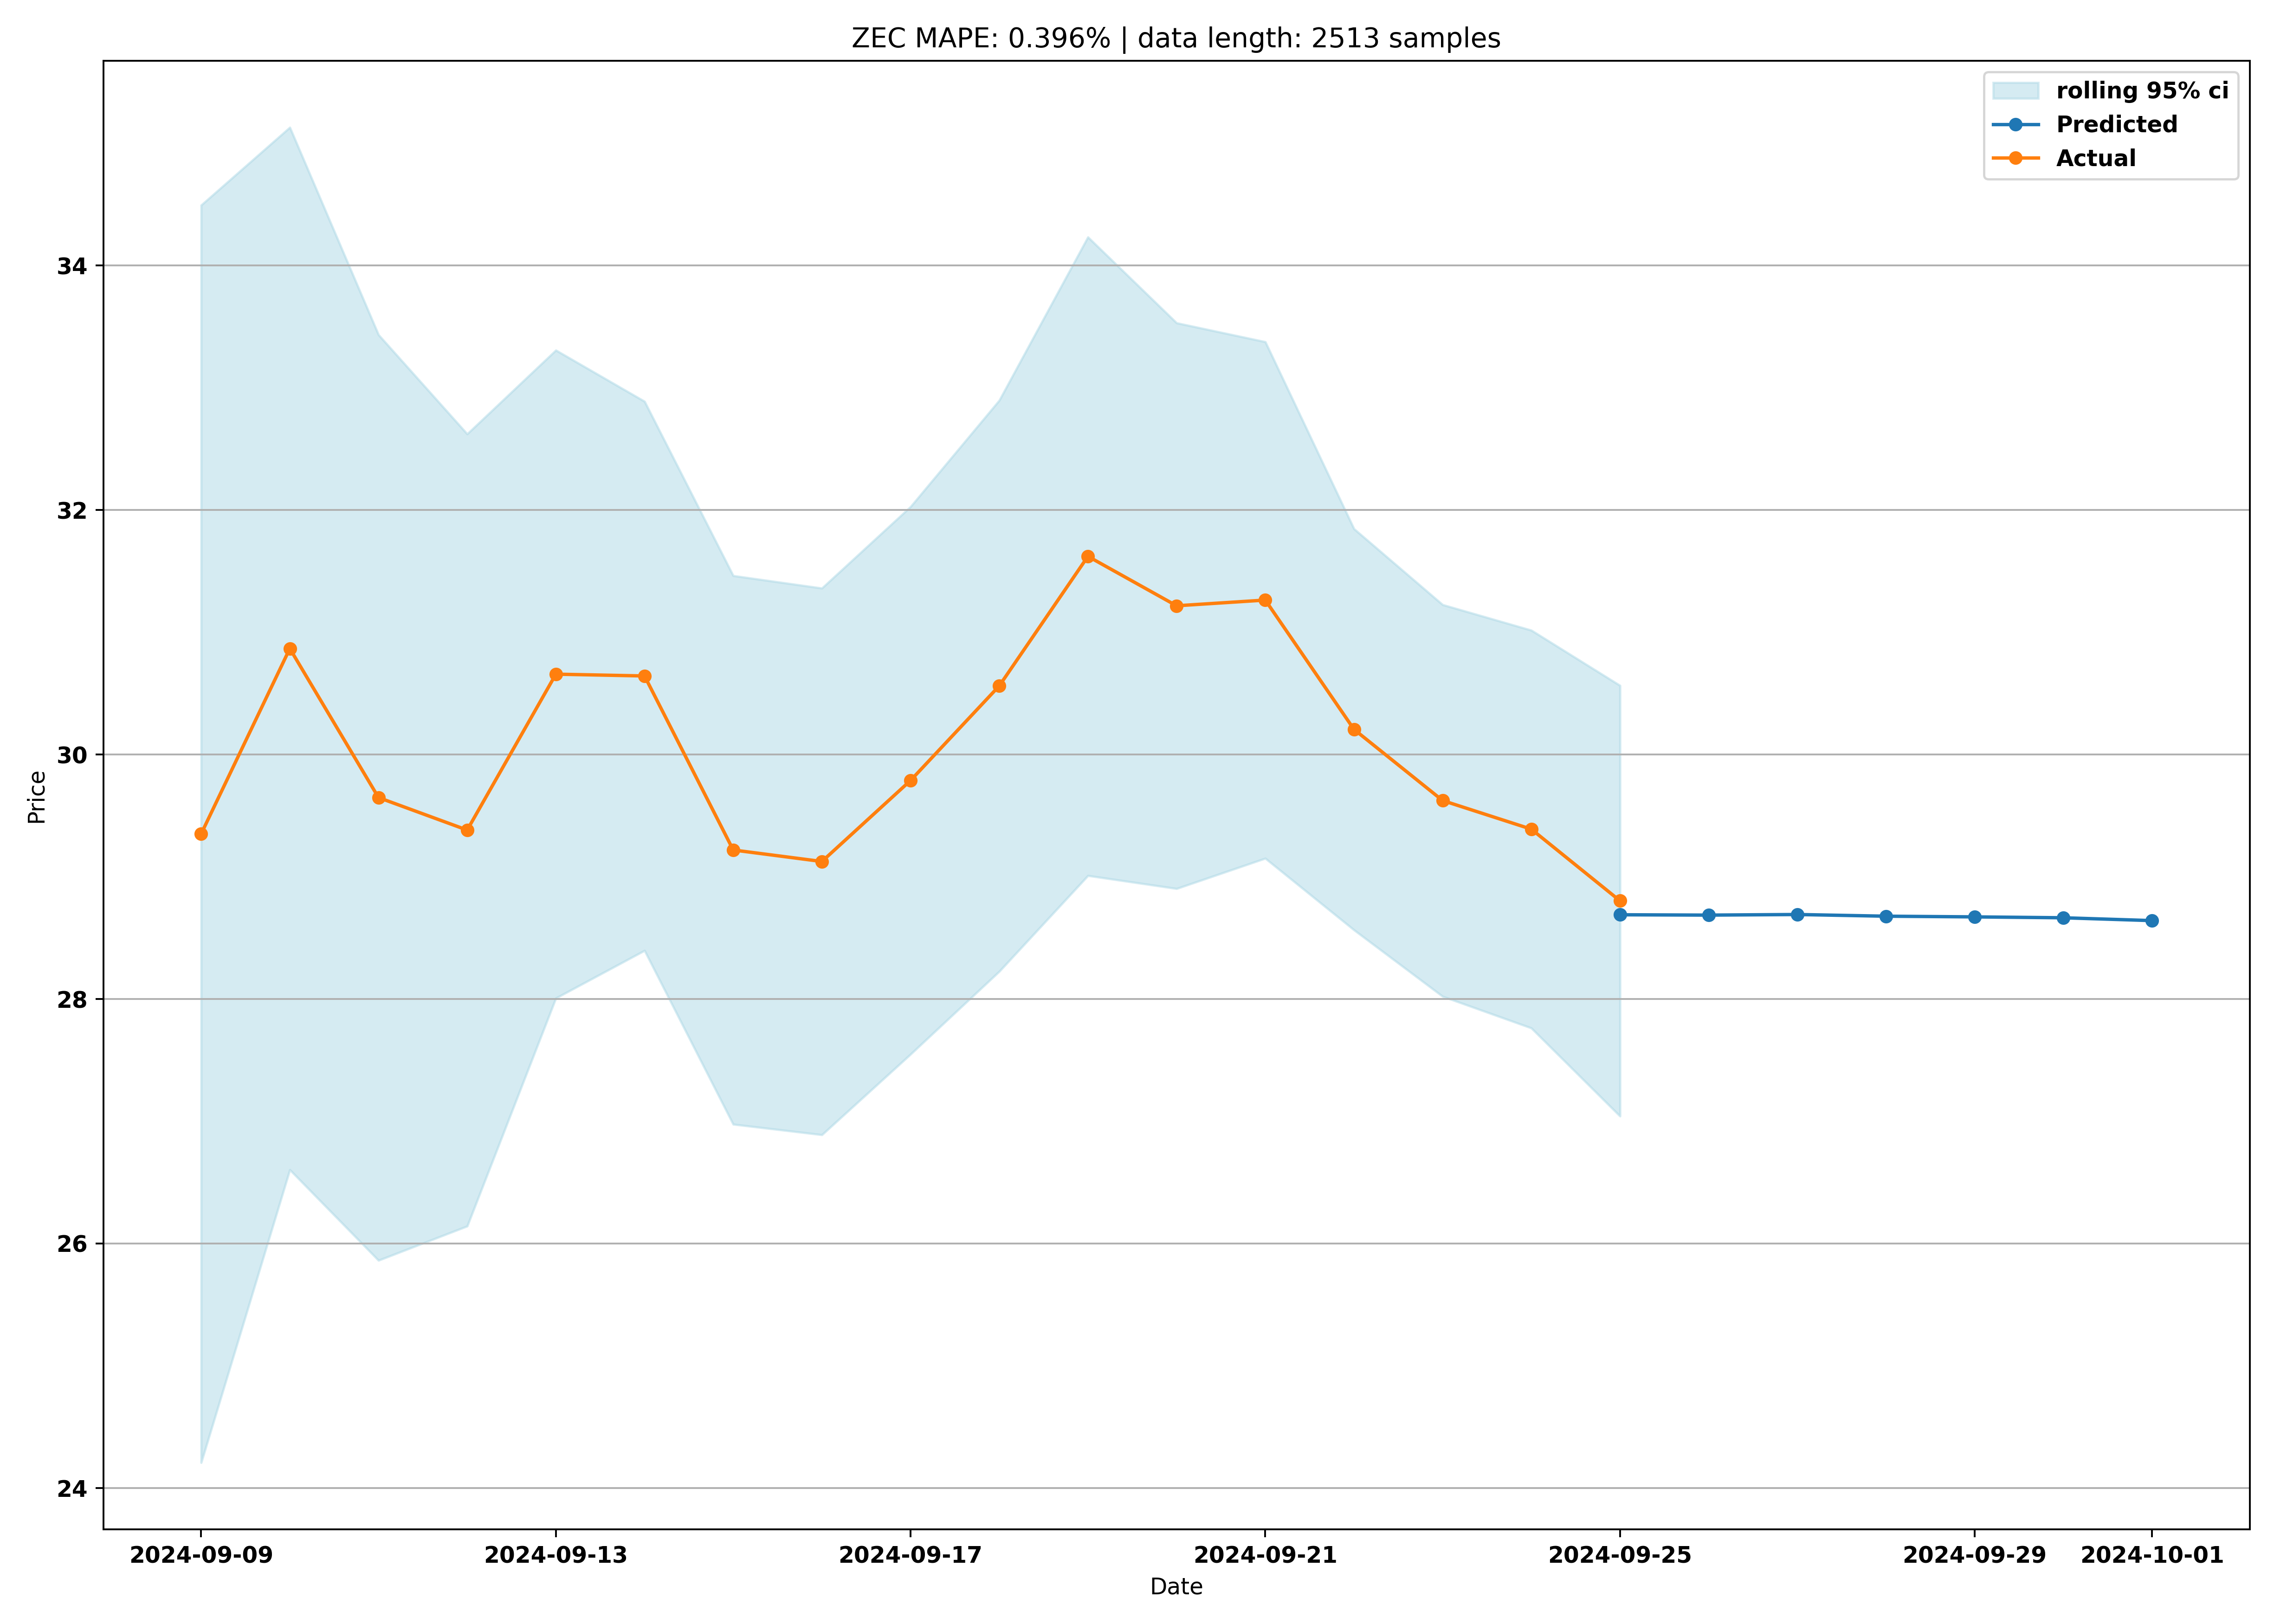 ZEC MAPE: 0.396% | data length: 2513 samples
rolling 95% ci
Predicted
Actual
34
32
30
28
26
24
Price
2024-09-09 2024-09-13 2024-09-17 2024-09-21 2024-09-25 2024-09-29 2024-10-01
Date